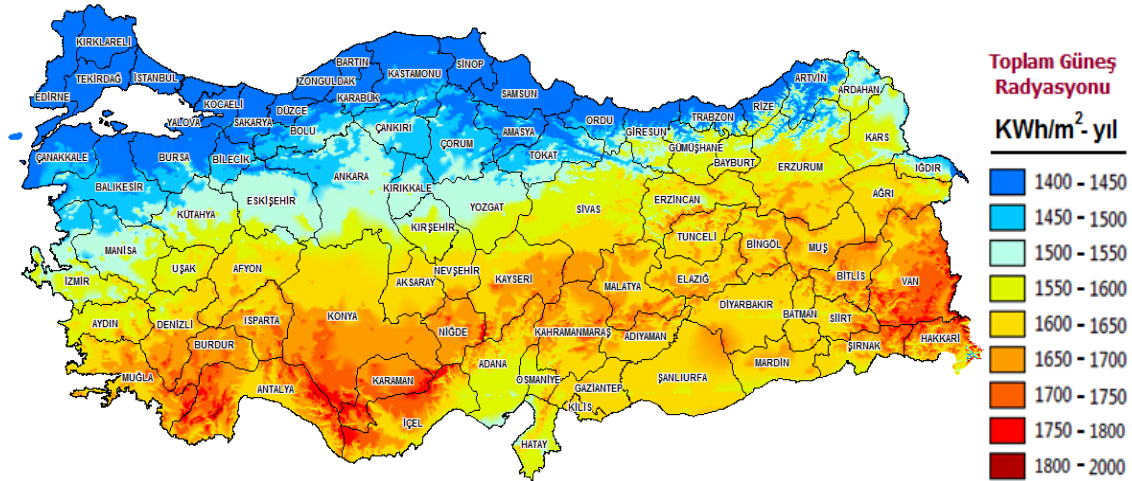 KIRKLARELİ
TEKİRDAĞ
İSTANBUL
EDİRNE
KOCAELİ
YALOVA
SAKARYA
DÜZCE
ZONGULDAK
BARTIN
KARABÜK
KASTAMONU
SİNOP
SAMSUN
BOLU
ÇANKIRI
ÇORUM
AMASYA
TOKAT
ORDU
GİRESUN
TRABZON
RİZE
ARTVİN
ARDAHAN
KARS
IĞDIR
GÜMÜŞHANE
BAYBURT
ERZURUM
AĞRI
ÇANAKKALE
BURSA
BİLECİK
BALIKESİR
KÜTAHYA
ESKİŞEHİR
ANKARA
KIRIKKALE
YOZGAT
SİVAS
ERZİNCAN
TUNCELİ
BİNGÖL
MUŞ
BİTLİS
VAN
MANİSA
İZMİR
UŞAK
AFYON
KIRŞEHİR
NEVŞEHİR
AKSARAY
KAYSERİ
MALATYA
ELAZIĞ
DİYARBAKIR
BATMAN
SİİRT
ŞIRNAK
HAKKARİ
AYDIN
DENİZLİ
ISPARTA
BURDUR
KONYA
NİĞDE
KAHRAMANMARAŞ
ADIYAMAN
ŞANLIURFA
MARDİN
MUĞLA
ANTALYA
KARAMAN
İÇEL
ADANA
OSMANİYE
GAZİANTEP
KİLİS
HATAY
Toplam Güneş
Radyasyonu
KWh/m²- yıl
1400 - 1450
1450 - 1500
1500 - 1550
1550 - 1600
1600 - 1650
1650 - 1700
1700 - 1750
1750 - 1800
1800 - 2000